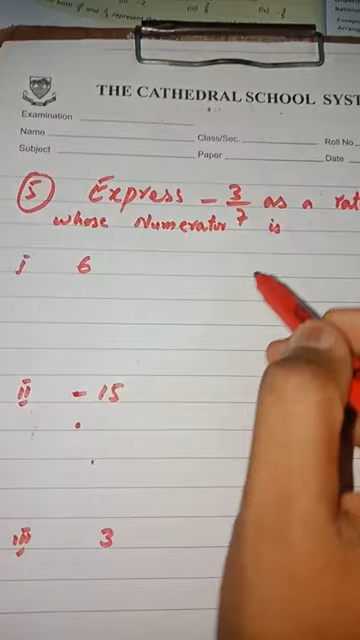 THE CATHEDRAL SCHOOL SYST
Examination
Name Class/Sec. Roll No
Subject Paper Date
5 Express - 3/7 as a rat
whose Numerator is
i 6
ii - 15
iii 3